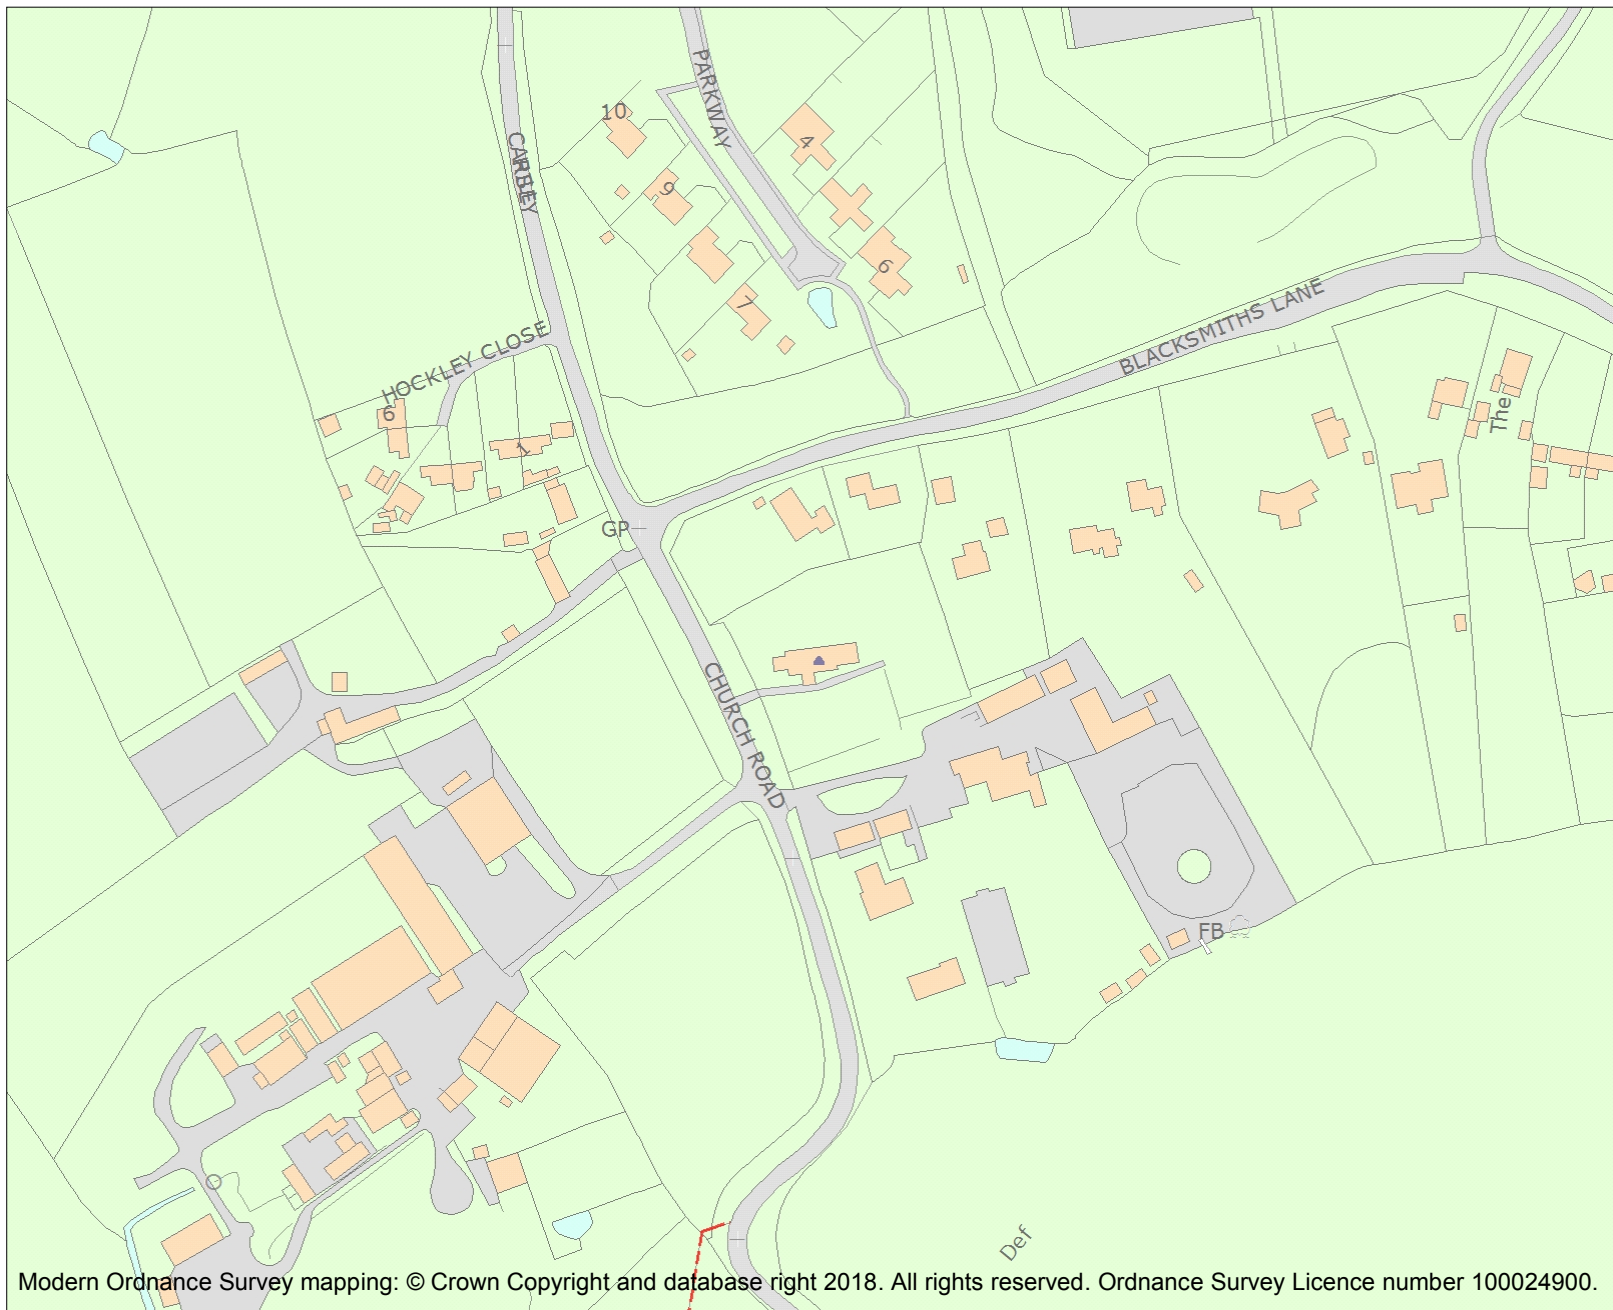 PARKWAY
10
4
9
6
7
HOCKLEY CLOSE
6
1
BLACKSMITHS LANE
The
GP
CHURCH ROAD
FB
Def
Modern Ordnance Survey mapping: © Crown Copyright and database right 2018. All rights reserved. Ordnance Survey Licence number 100024900.